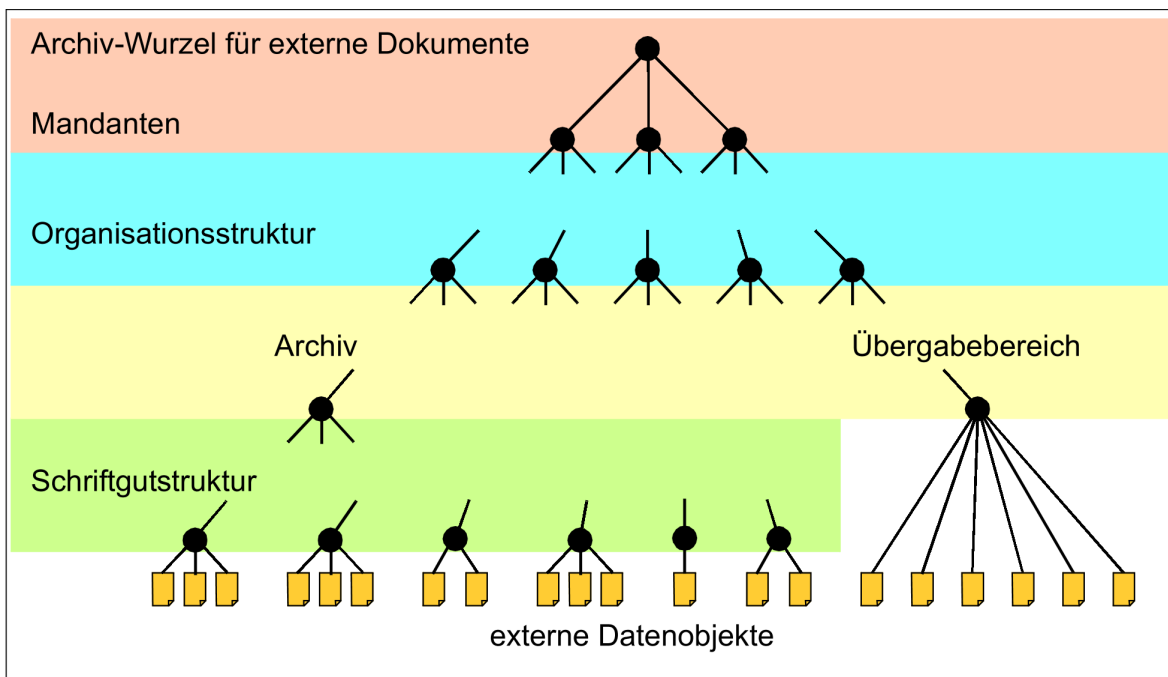 Archiv-Wurzel für externe Dokumente
Mandanten
Organisationsstruktur
Archiv
Übergabebereich
Schriftgutstruktur
externe Datenobjekte